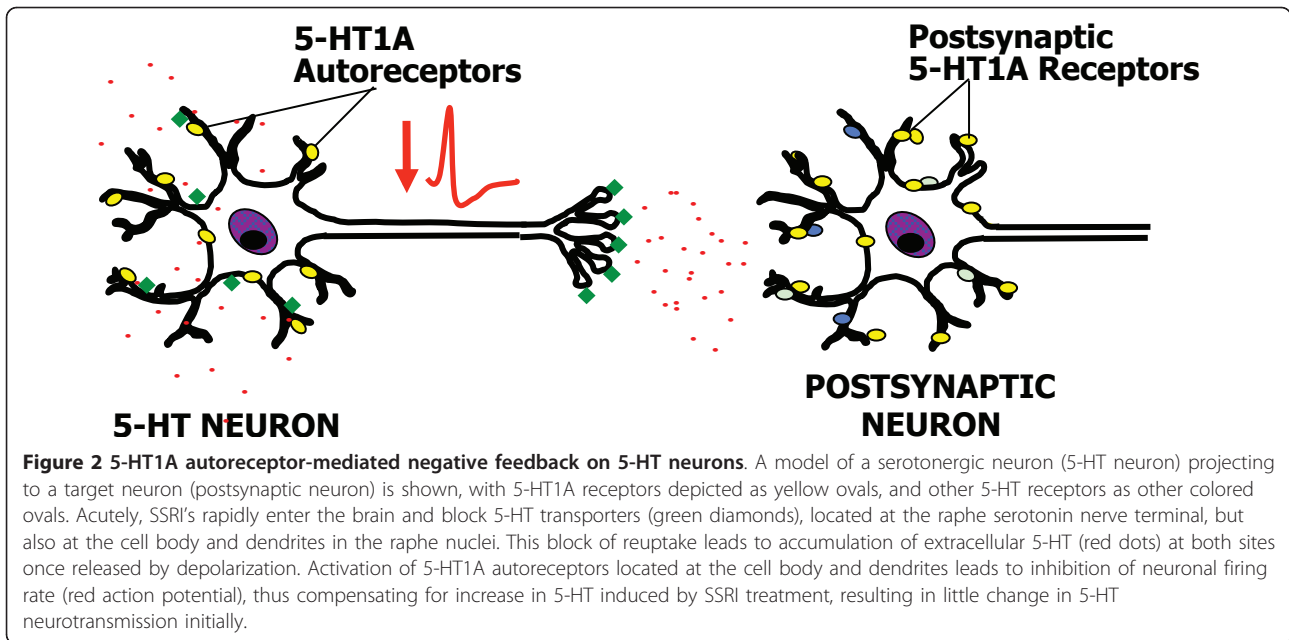 5-HT1A
Autoreceptors
Postsynaptic
5-HT1A Receptors
5-HT NEURON
POSTSYNAPTIC
NEURON
Figure 2 5-HT1A autoreceptor-mediated negative feedback on 5-HT neurons. A model of a serotonergic neuron (5-HT neuron) projecting
to a target neuron (postsynaptic neuron) is shown, with 5-HT1A receptors depicted as yellow ovals, and other 5-HT receptors as other colored
ovals. Acutely, SSRI's rapidly enter the brain and block 5-HT transporters (green diamonds), located at the raphe serotonin nerve terminal, but
also at the cell body and dendrites in the raphe nuclei. This block of reuptake leads to accumulation of extracellular 5-HT (red dots) at both sites
once released by depolarization. Activation of 5-HT1A autoreceptors located at the cell body and dendrites leads to inhibition of neuronal firing
rate (red action potential), thus compensating for increase in 5-HT induced by SSRI treatment, resulting in little change in 5-HT
neurotransmission initially.